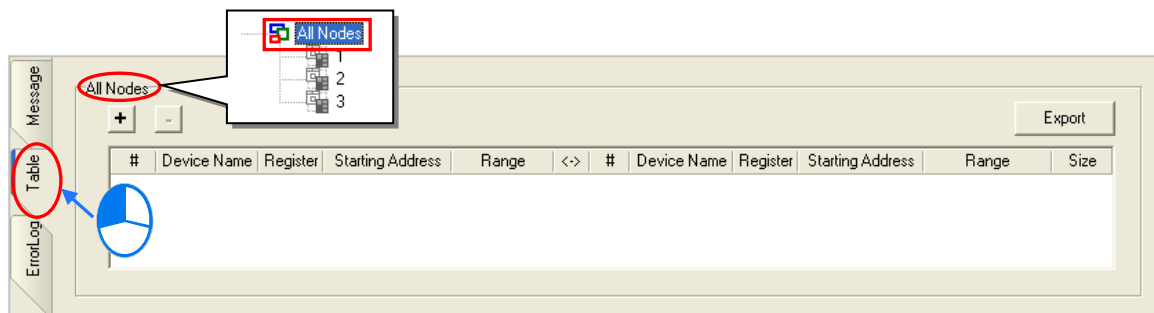 All Nodes
1
2
3
Message
Table
ErrorLog
All Nodes
+ -
Export
# Device Name Register Starting Address Range <-> # Device Name Register Starting Address Range Size